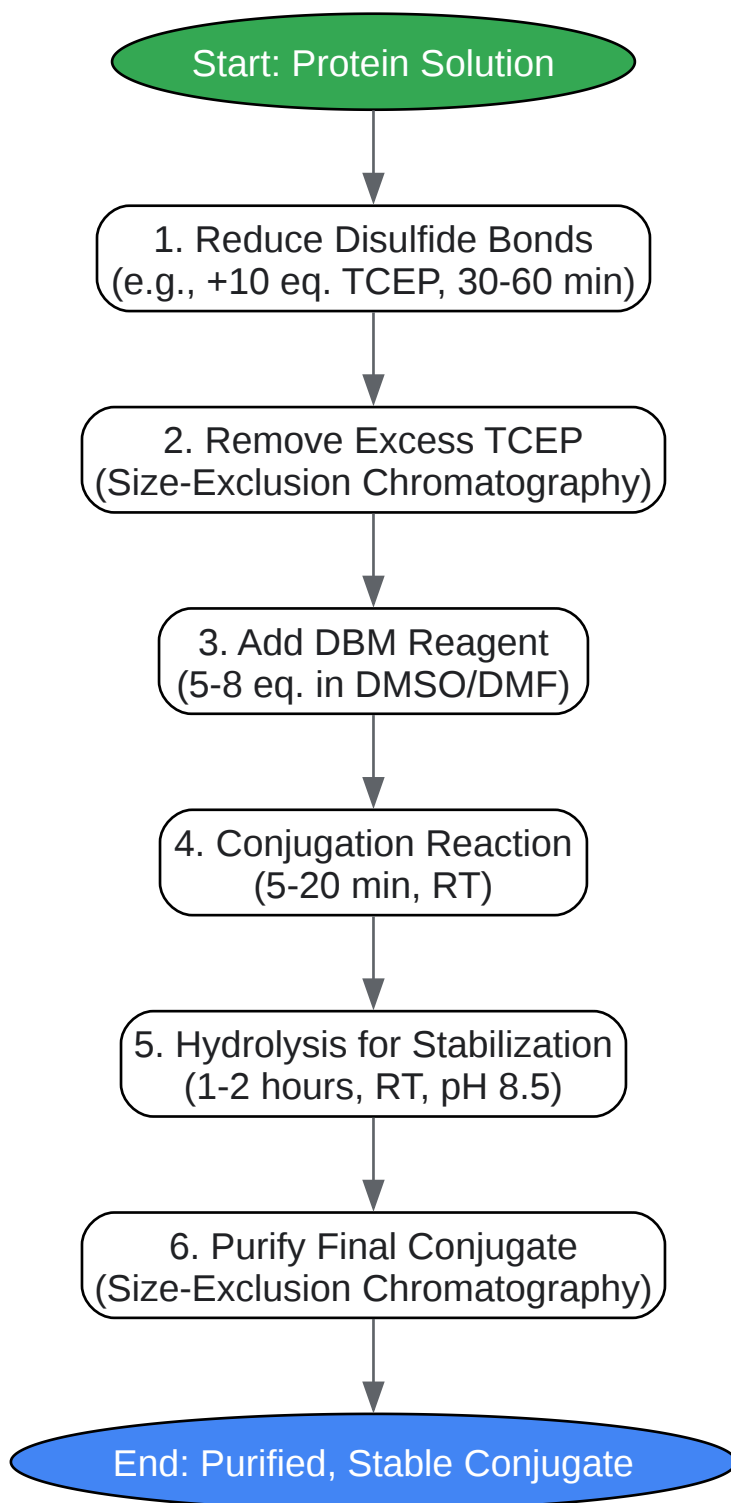 Start: Protein Solution
1. Reduce Disulfide Bonds
(e.g., +10 eq. TCEP, 30-60 min)
2. Remove Excess TCEP
(Size-Exclusion Chromatography)
3. Add DBM Reagent
(5-8 eq. in DMSO/DMF)
4. Conjugation Reaction
(5-20 min, RT)
5. Hydrolysis for Stabilization
(1-2 hours, RT, pH 8.5)
6. Purify Final Conjugate
(Size-Exclusion Chromatography)
End: Purified, Stable Conjugate